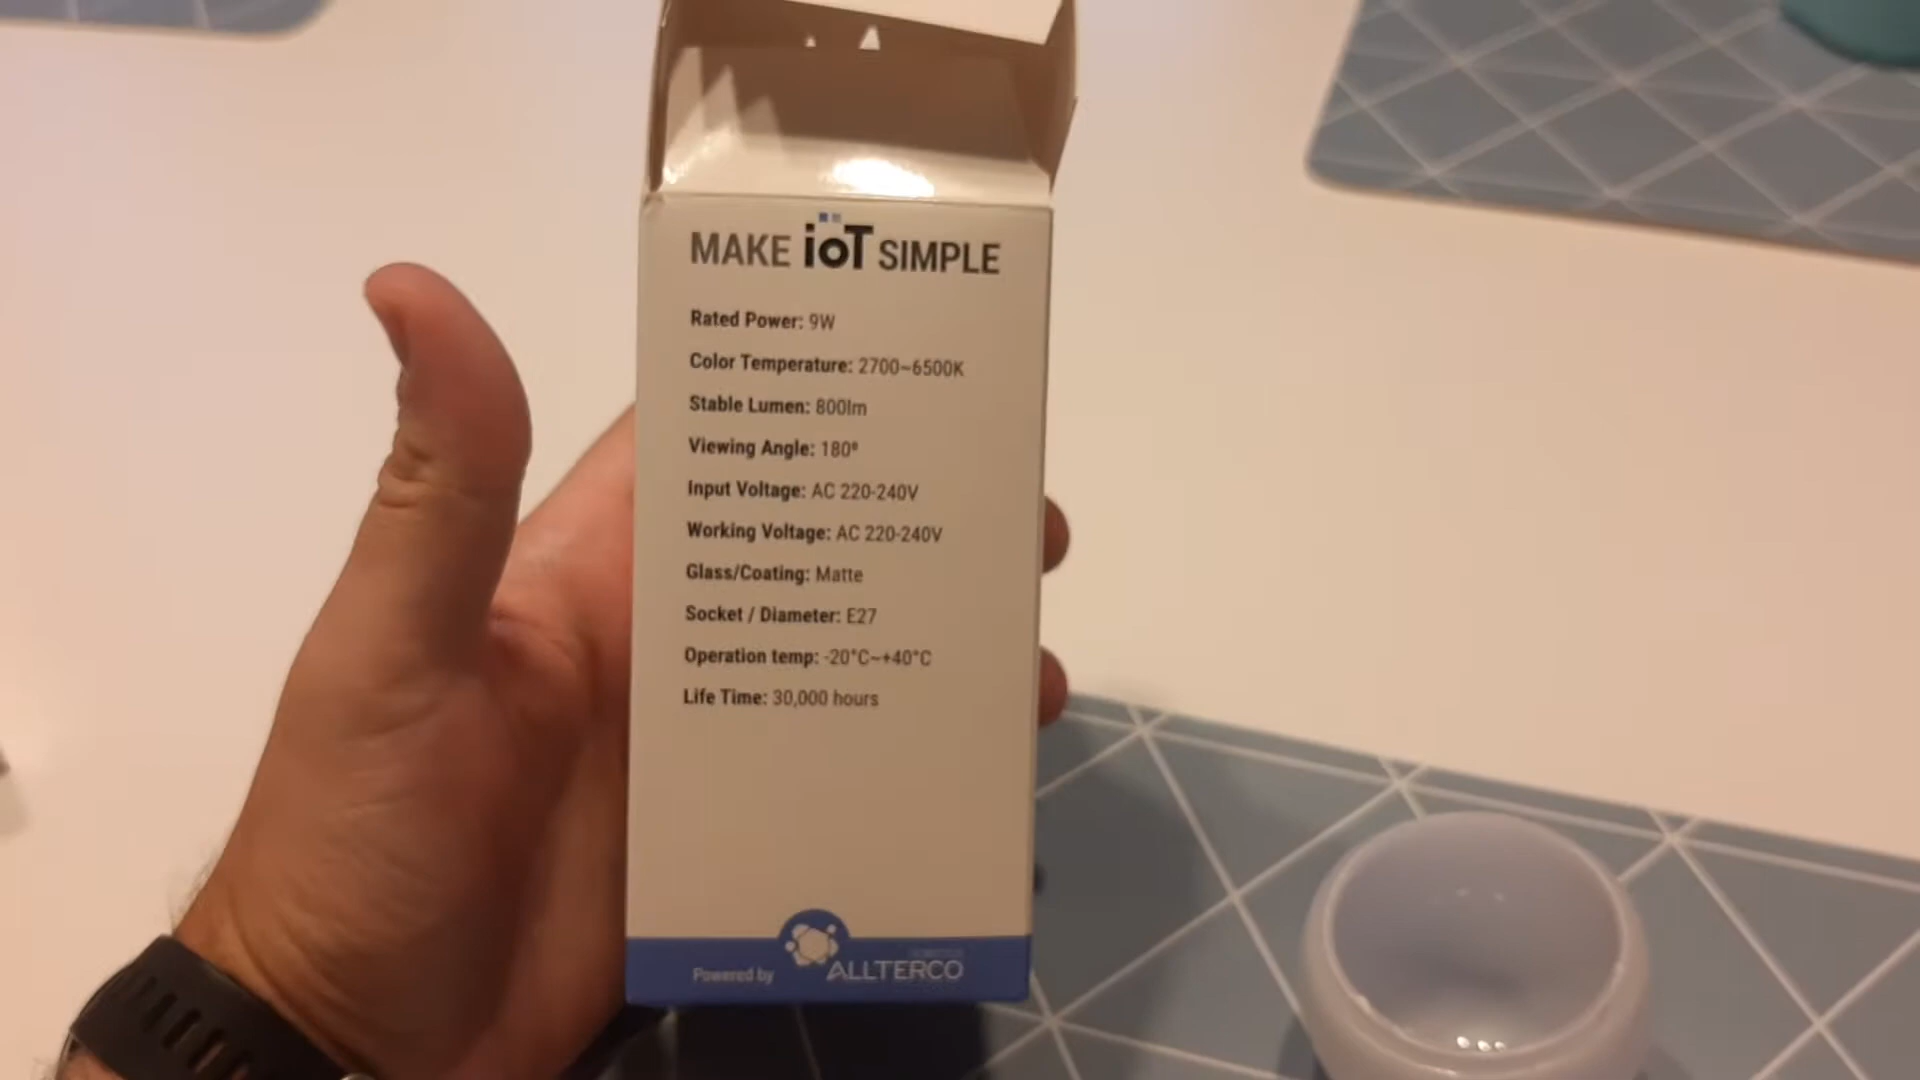 MAKE ioT SIMPLE
Rated Power: 9W
Color Temperature: 2700~6500K
Stable Lumen: 800lm
Viewing Angle: 180º
Input Voltage: AC 220-240V
Working Voltage: AC 220-240V
Glass/Coating: Matte
Socket / Diameter: E27
Operation temp: -20°C~+40°C
Life Time: 30,000 hours
Powered by ALLTERCO